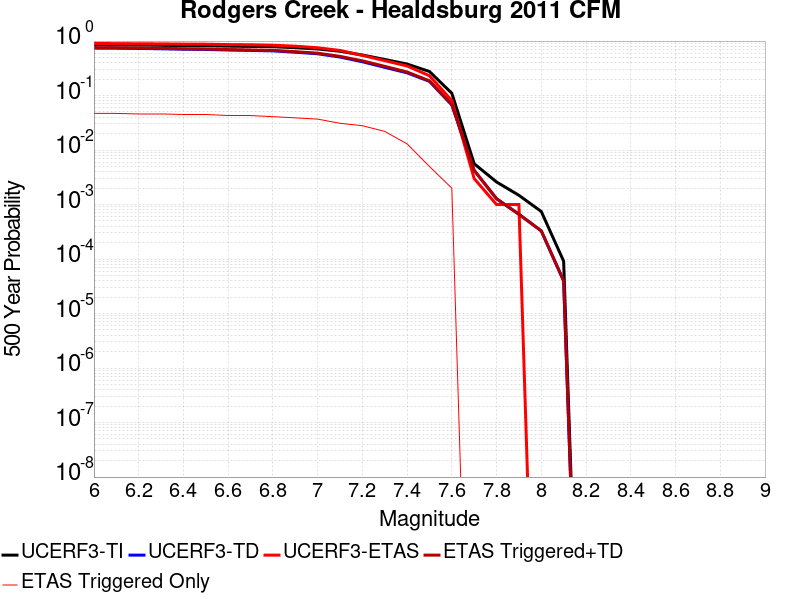 Rodgers Creek - Healdsburg 2011 CFM
500 Year Probability
10^0
10^-1
10^-2
10^-3
10^-4
10^-5
10^-6
10^-7
10^-8
6 6.2 6.4 6.6 6.8 7 7.2 7.4 7.6 7.8 8 8.2 8.4 8.6 8.8 9
Magnitude
UCERF3-TI UCERF3-TD UCERF3-ETAS ETAS Triggered+TD
ETAS Triggered Only